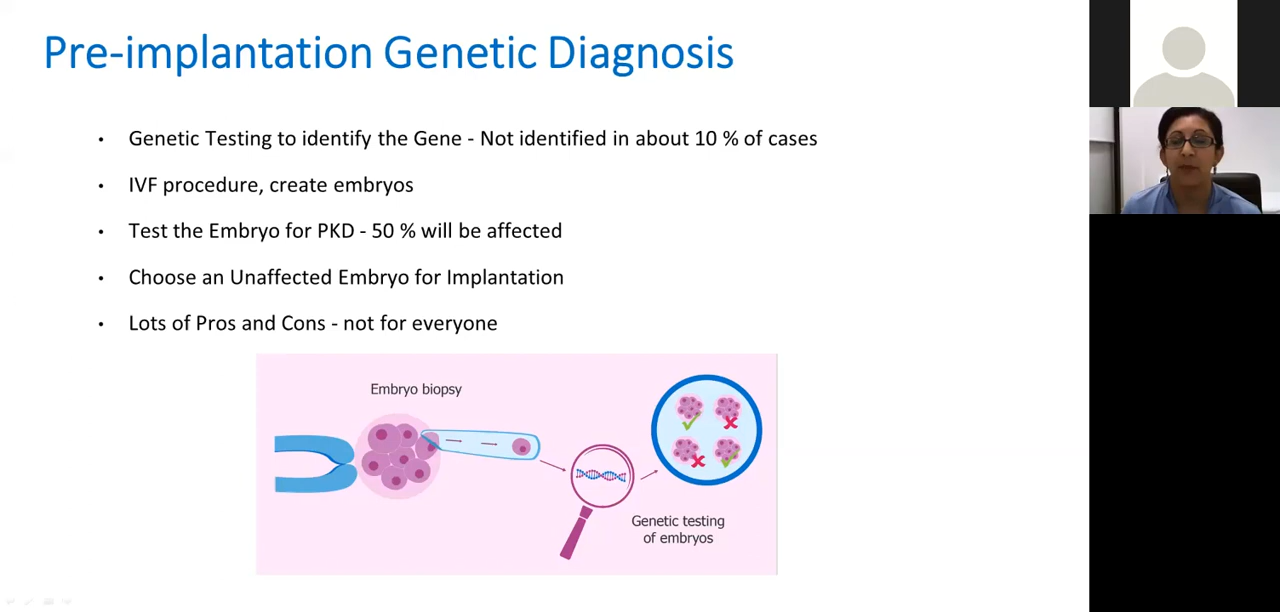 Pre-implantation Genetic Diagnosis
• Genetic Testing to identify the Gene - Not identified in about 10 % of cases
• IVF procedure, create embryos
• Test the Embryo for PKD - 50 % will be affected
• Choose an Unaffected Embryo for Implantation
• Lots of Pros and Cons - not for everyone
Embryo biopsy
Genetic testing
of embryos